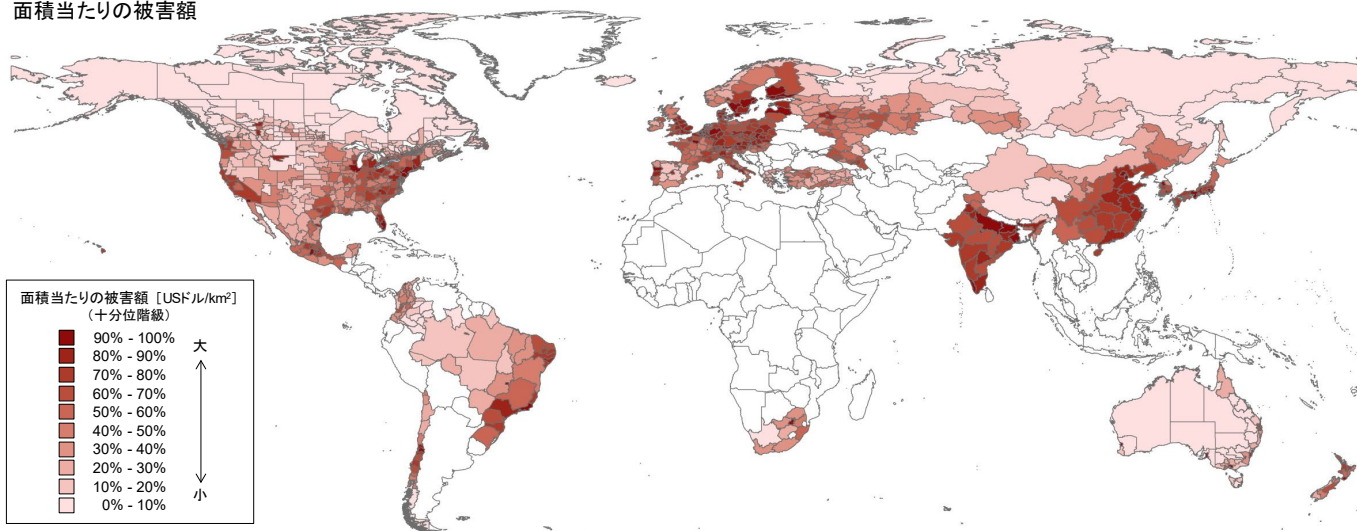 面積当たりの被害額
面積当たりの被害額 [USドル/km²]
(十分位階級)
90% - 100%
80% - 90%
70% - 80%
60% - 70%
50% - 60%
40% - 50%
30% - 40%
20% - 30%
10% - 20%
0% - 10%
大
小